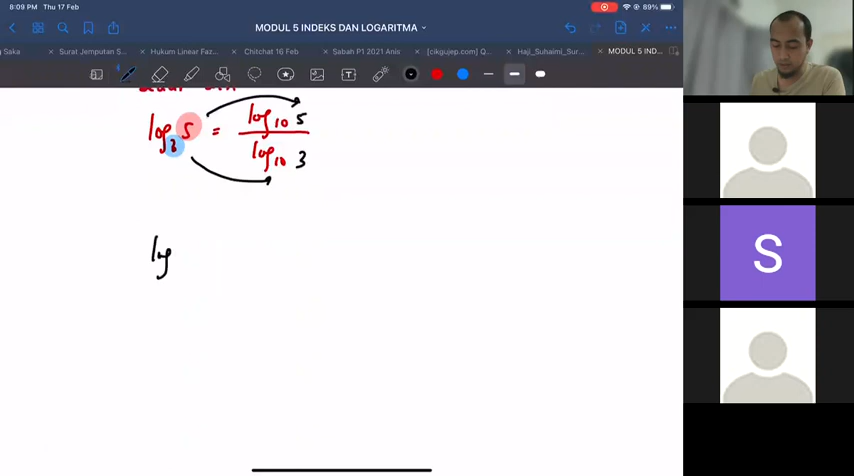 8:09 PM Thu 17 Feb
89%
MODUL 5 INDEKS DAN LOGARITMA
Saka
Surat Jemputan S...
Hukum Linear Faz...
Chitchat 16 Feb
Sabah P1 2021 Anis
[cikgujep.com] Q...
Haji_Suhaimi_Sur...
MODUL 5 IND...
log₃ 5 = log₁₀ 5 / log₁₀ 3
log
S